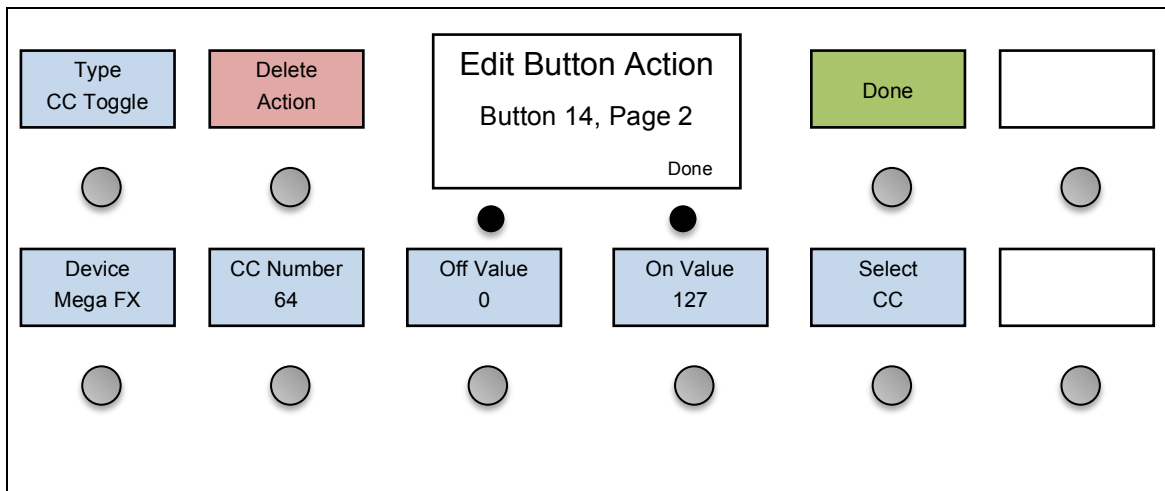 Type
CC Toggle
Delete
Action
Edit Button Action
Button 14, Page 2
Done
Done
Device
Mega FX
CC Number
64
Off Value
0
On Value
127
Select
CC